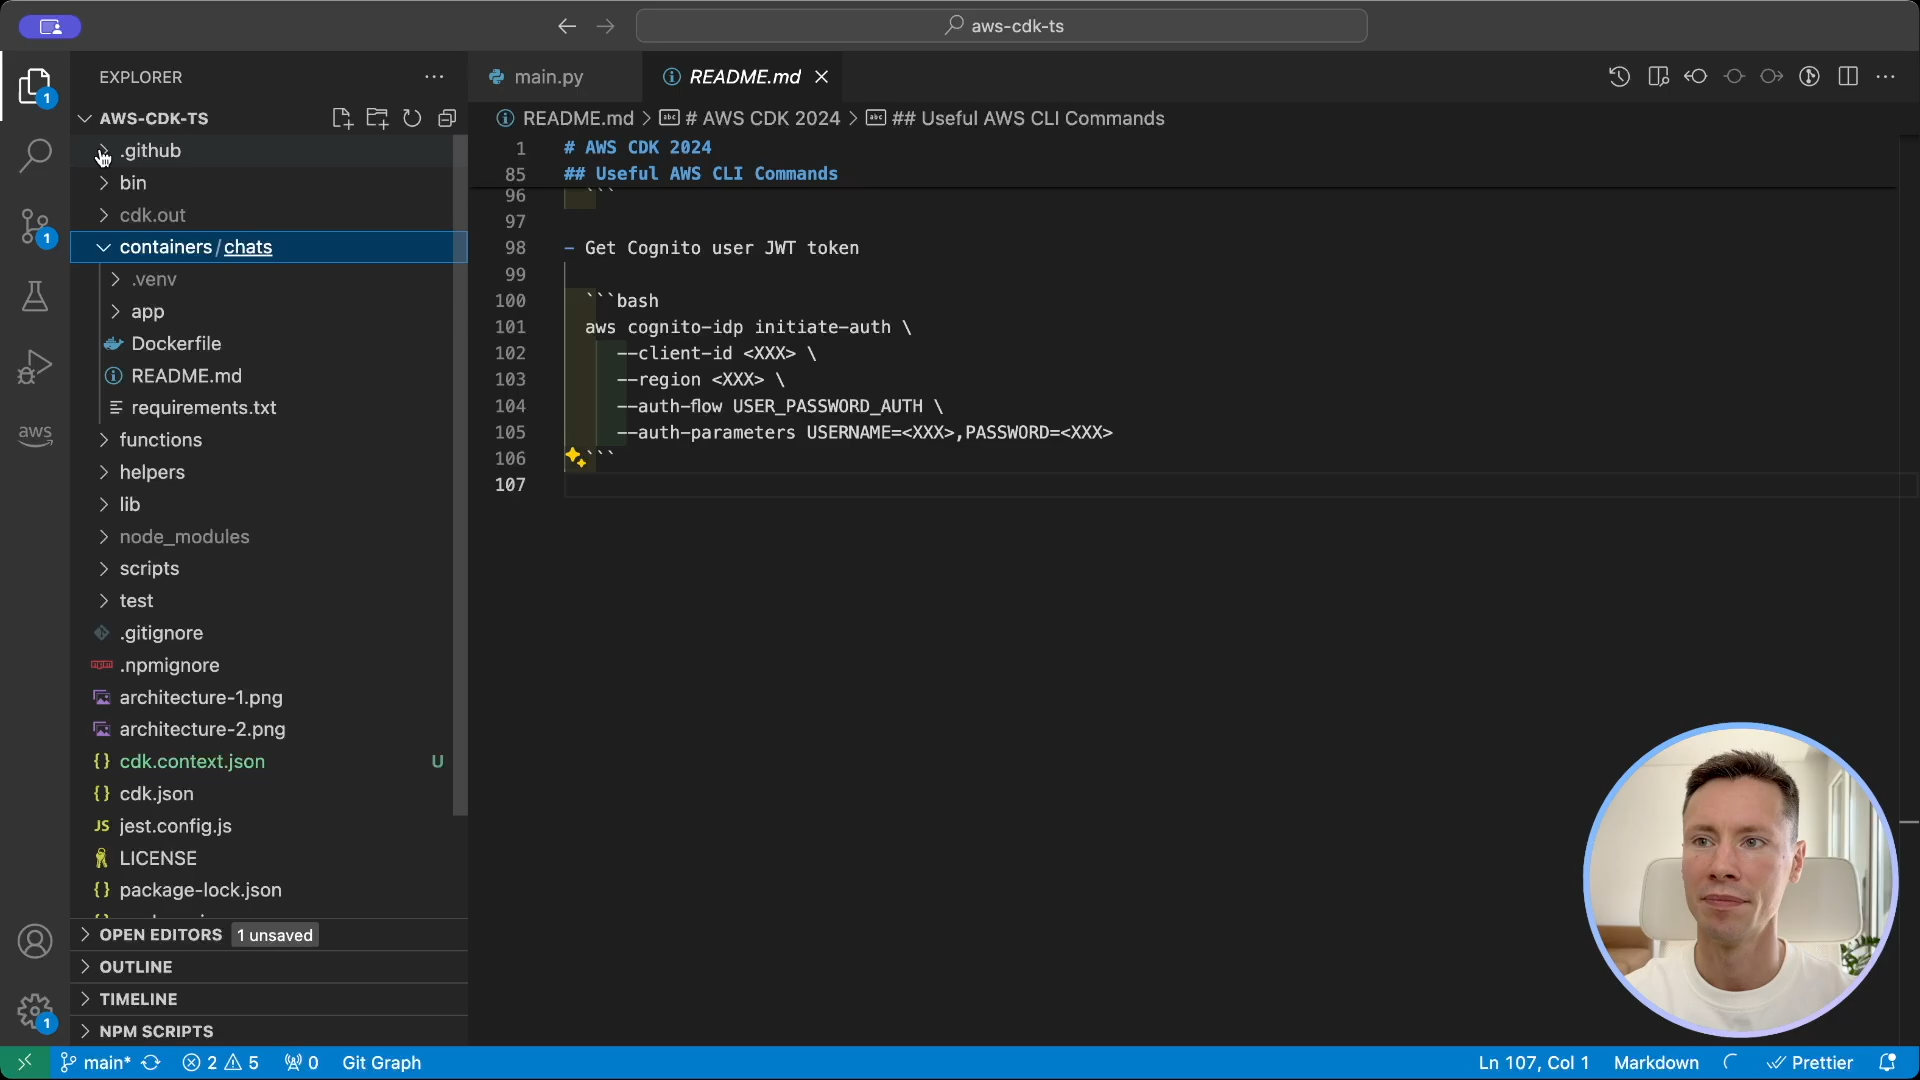 aws-cdk-ts
EXPLORER
main.py
README.md
AWS-CDK-TS
README.md > # AWS CDK 2024 > ## Useful AWS CLI Commands
.github
bin
cdk.out
containers/chats
.venv
app
Dockerfile
README.md
requirements.txt
functions
helpers
lib
node_modules
scripts
test
.gitignore
.npmignore
architecture-1.png
architecture-2.png
cdk.context.json U
cdk.json
jest.config.js
LICENSE
package-lock.json
OPEN EDITORS 1 unsaved
OUTLINE
TIMELINE
NPM SCRIPTS
aws
1
1
1
1 # AWS CDK 2024
85 ## Useful AWS CLI Commands
96 ```
97
98 - Get Cognito user JWT token
99
100 ```bash
101 aws cognito-idp initiate-auth \
102 --client-id <XXX> \
103 --region <XXX> \
104 --auth-flow USER_PASSWORD_AUTH \
105 --auth-parameters USERNAME=<XXX>,PASSWORD=<XXX>
106 ```
107
main* 2 5 0 Git Graph
Ln 107, Col 1 Markdown Prettier